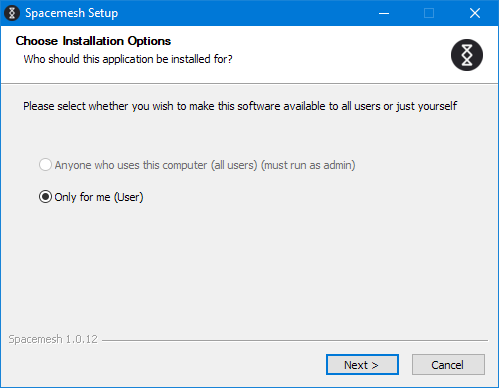 Spacemesh Setup
Choose Installation Options
Who should this application be installed for?
Please select whether you wish to make this software available to all users or just yourself
Anyone who uses this computer (all users) (must run as admin)
Only for me (User)
Spacemesh 1.0.12
Next >
Cancel